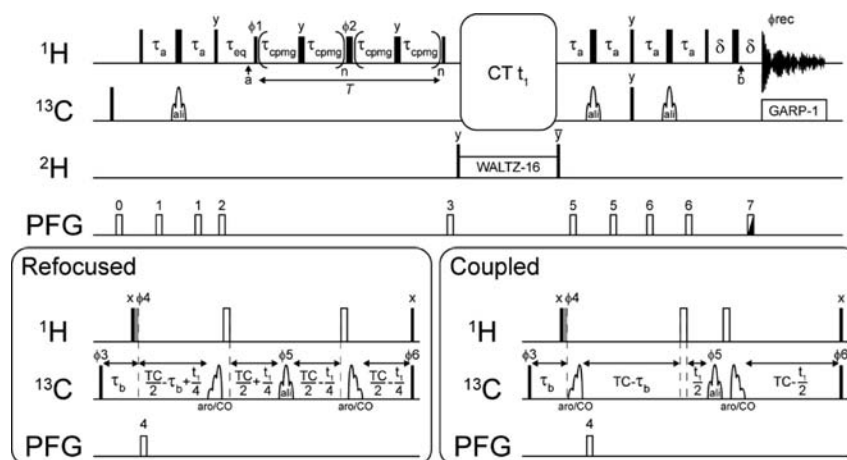 y ϕ1 y ϕ2 y ϕrec
¹H τa τa τeq (τcpmg τcpmg)n (τcpmg τcpmg)n CT t₁ τa τa τa τa δ δ
a T b
¹³C ali y ali ali GARP-1
y ȳ
²H WALTZ-16
0 1 1 2 3 5 5 6 6 7
PFG
Refocused
x ϕ4 x
¹H
ϕ3 ϕ5 ϕ6
¹³C τb TC/2-τb+t₁/4 TC/2+t₁/4 ali TC/2-t₁/4 TC/2-t₁/4
aro/CO aro/CO
4
PFG
Coupled
x ϕ4 x
¹H
ϕ3 ϕ5 ϕ6
¹³C τb TC-τb t₁/2 ali TC-t₁/2
aro/CO aro/CO
4
PFG